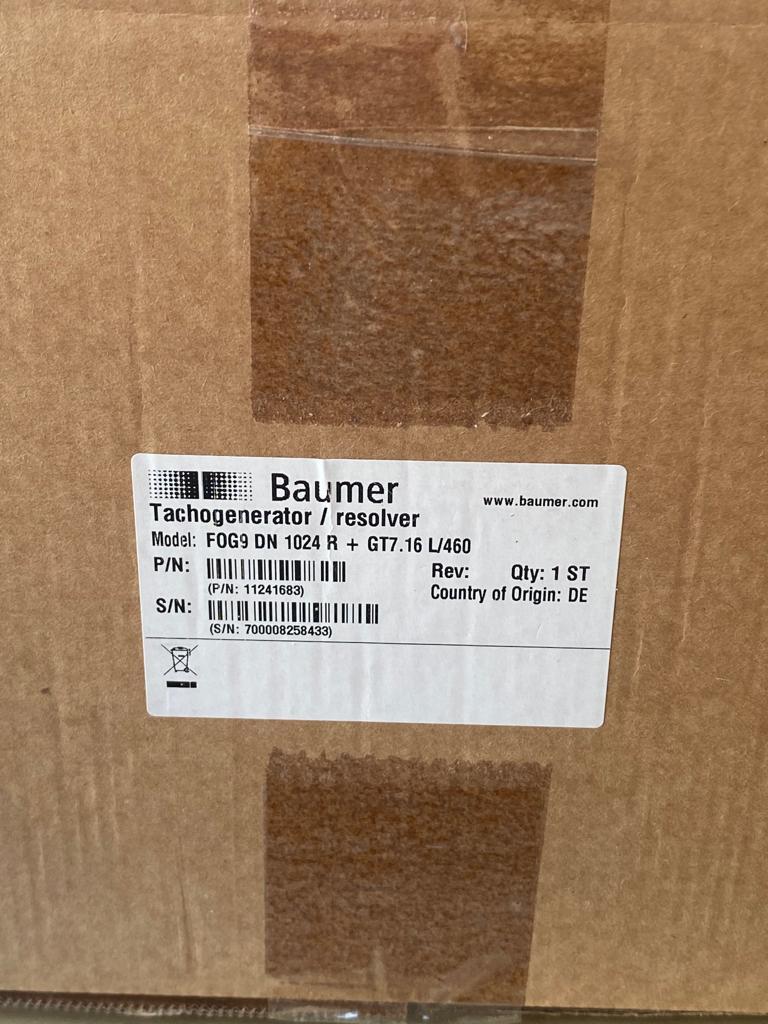 Baumer
www.baumer.com
Tachogenerator / resolver
Model: FOG9 DN 1024 R + GT7.16 L/460
P/N:
(P/N: 11241683)
Rev: Qty: 1 ST
Country of Origin: DE
S/N:
(S/N: 700008258433)